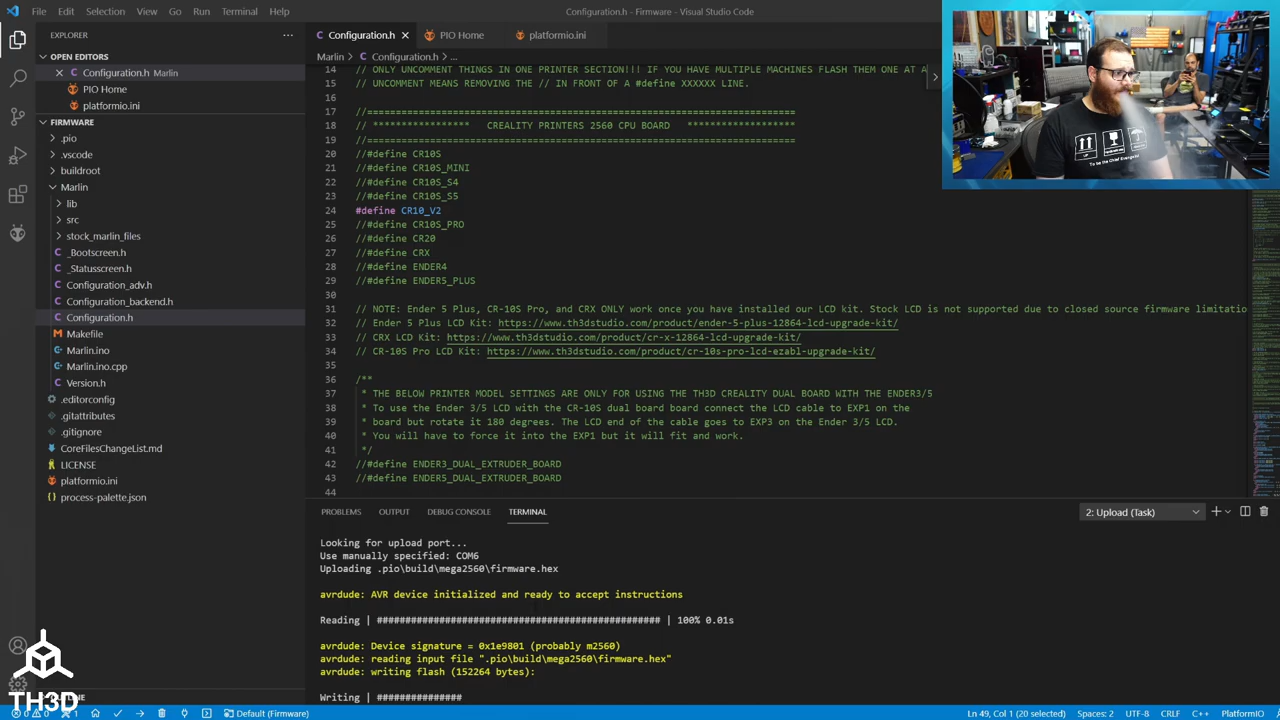 File Edit Selection View Go Run Terminal Help
Configuration.h - Firmware - Visual Studio Code
EXPLORER
OPEN EDITORS
Configuration.h Marlin
PIO Home
platformio.ini
FIRMWARE
.pio
.vscode
buildroot
Marlin
lib
src
stock_marlin_files
_Bootscreen.h
_Statusscreen.h
Configuration_adv.h
Configuration_backend.h
Configuration.h
Makefile
Marlin.ino
Marlin.ino.cpp
Version.h
.editorconfig
.gitattributes
.gitignore
CoreFilesChangeList.md
LICENSE
platformio.ini
process-palette.json
Configuration.h PIO Home platformio.ini
Marlin > Configuration.h > ...
14 // ONLY UNCOMMENT THINGS IN ONE PRINTER SECTION!!! IF YOU HAVE MULTIPLE MACHINES FLASH THEM ONE AT A
15 // UNCOMMENT MEANS REMOVING THE // IN FRONT OF A #define XXXXXX LINE.
16
17 //===========================================================================
18 // ***************** CREALITY PRINTERS 2560 CPU BOARD *******************
19 //===========================================================================
20 //#define CR10S
21 //#define CR10S_MINI
22 //#define CR10S_S4
23 //#define CR10S_S5
24 #define CR10_V2
25 //#define CR10S_PRO
26 //#define CR20
27 //#define CRX
28 //#define ENDER4
29 //#define ENDER5_PLUS
30
31 // NOTE: Ender 5 Plus, CR-10S Pro, and CRX ONLY work once you have installed our LCD kit. Stock LCD is not supported due to closed source firmware limitatio
32 // Ender 5 Plus LCD Kit: https://www.th3dstudio.com/product/ender-5-plus-12864-lcd-upgrade-kit/
33 // CRX LCD Kit: https://www.th3dstudio.com/product/cr-x-12864-lcd-upgrade-kit/
34 // CR-10S Pro LCD Kit: https://www.th3dstudio.com/product/cr-10s-pro-lcd-ezabl-upgrade-kit/
35
36 /**
37 * THE BELOW PRINTER MODEL SETTINGS ARE ONLY FOR USING THE TH3D CREALITY DUAL BOARD WITH THE ENDER3/5
38 * To use the Ender 3/5 LCD with the CR-10S dual board board connect the LCD cable to EXP1 on the
39 * board but rotate it 180 degrees. The LCD end of the cable goes to EXP3 on the Ender 3/5 LCD.
40 * You will have to force it into the EXP1 but it will fit and work.
41 */
42 //#define ENDER3_DUAL_EXTRUDER_BOARD
43 //#define ENDER5_DUAL_EXTRUDER_BOARD
44
PROBLEMS OUTPUT DEBUG CONSOLE TERMINAL
2: Upload (Task)
Looking for upload port...
Use manually specified: COM6
Uploading .pio\build\mega2560\firmware.hex
avrdude: AVR device initialized and ready to accept instructions
Reading | ################################################## | 100% 0.01s
avrdude: Device signature = 0x1e9801 (probably m2560)
avrdude: reading input file ".pio\build\mega2560\firmware.hex"
avrdude: writing flash (152264 bytes):
Writing | ###############
TH3D
0 0 1 Default (Firmware)
Ln 49, Col 1 (20 selected) Spaces: 2 UTF-8 CRLF C++ PlatformIO